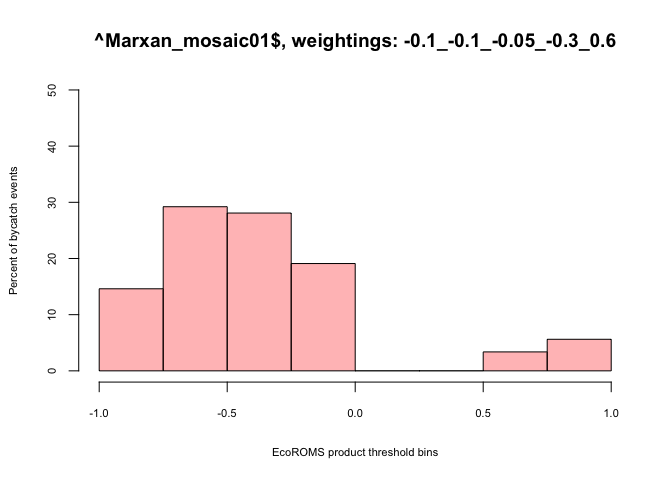 ^Marxan_mosaic01$, weightings: -0.1_-0.1_-0.05_-0.3_0.6
Percent of bycatch events
50
40
30
20
10
0
-1.0 -0.5 0.0 0.5 1.0
EcoROMS product threshold bins